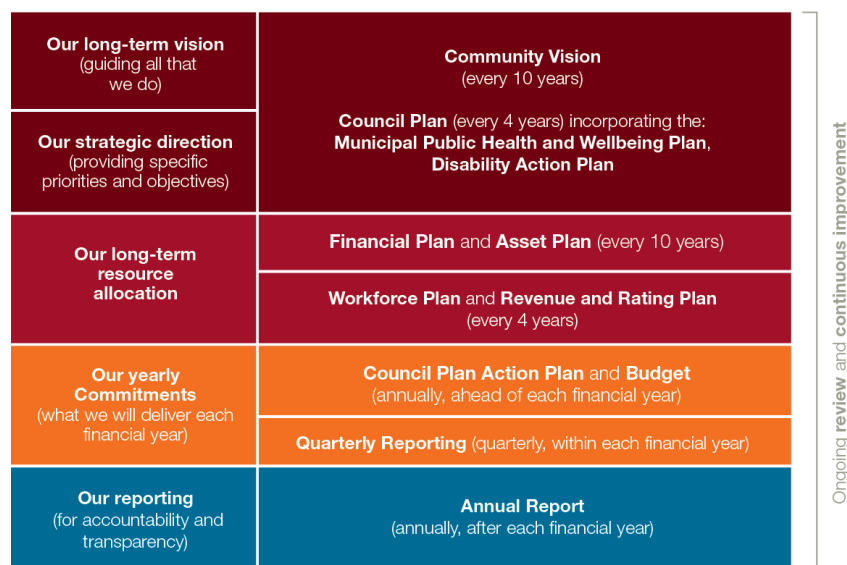 Our long-term vision
(guiding all that
we do)
Community Vision
(every 10 years)
Our strategic direction
(providing specific
priorities and objectives)
Council Plan (every 4 years) incorporating the:
Municipal Public Health and Wellbeing Plan,
Disability Action Plan
Our long-term
resource
allocation
Financial Plan and Asset Plan (every 10 years)
Workforce Plan and Revenue and Rating Plan
(every 4 years)
Our yearly
Commitments
(what we will deliver each
financial year)
Council Plan Action Plan and Budget
(annually, ahead of each financial year)
Quarterly Reporting (quarterly, within each financial year)
Our reporting
(for accountability and
transparency)
Annual Report
(annually, after each financial year)
Ongoing review and continuous improvement